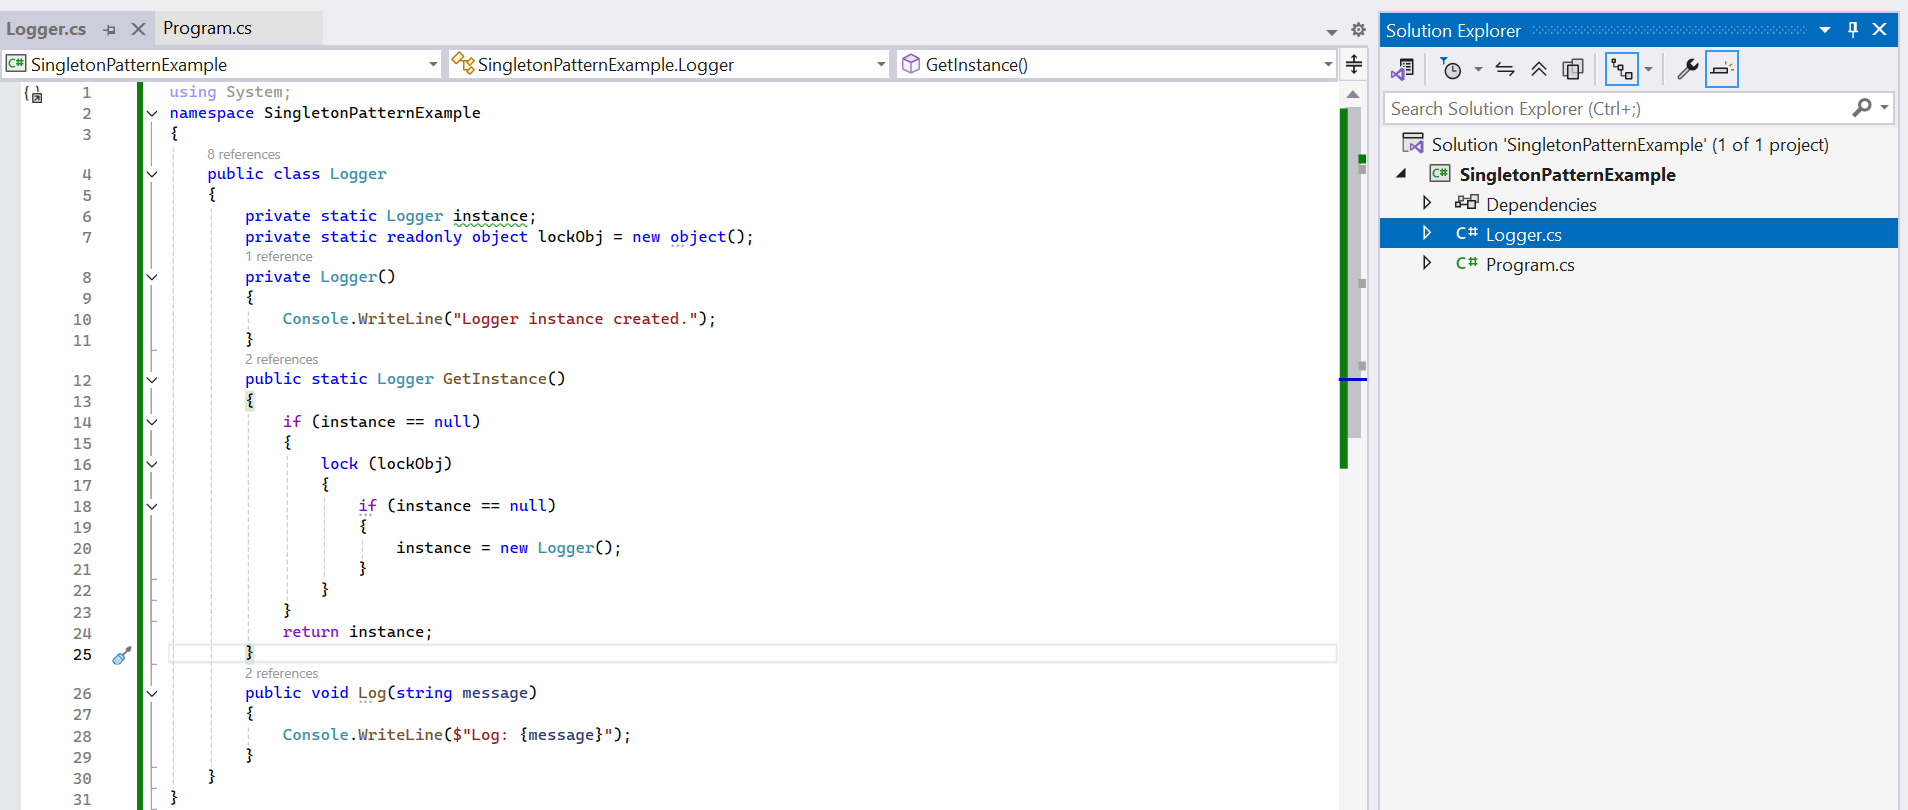 Logger.cs
Program.cs
SingletonPatternExample
SingletonPatternExample.Logger
GetInstance()
1 using System;
2 namespace SingletonPatternExample
3 {
8 references
4 public class Logger
5 {
6 private static Logger instance;
7 private static readonly object lockObj = new object();
1 reference
8 private Logger()
9 {
10 Console.WriteLine("Logger instance created.");
11 }
2 references
12 public static Logger GetInstance()
13 {
14 if (instance == null)
15 {
16 lock (lockObj)
17 {
18 if (instance == null)
19 {
20 instance = new Logger();
21 }
22 }
23 }
24 return instance;
25 }
2 references
26 public void Log(string message)
27 {
28 Console.WriteLine($"Log: {message}");
29 }
30 }
31 }
Solution Explorer
Search Solution Explorer (Ctrl+;)
Solution 'SingletonPatternExample' (1 of 1 project)
C# SingletonPatternExample
Dependencies
C# Logger.cs
C# Program.cs